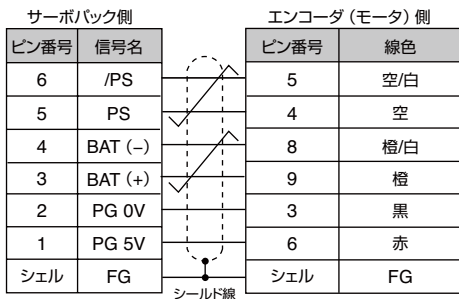 サーボパック側 エンコーダ（モータ）側
ピン番号 信号名 ピン番号 線色
6 /PS 5 空/白
5 PS 4 空
4 BAT（−） 8 橙/白
3 BAT（+） 9 橙
2 PG 0V 3 黒
1 PG 5V 6 赤
シェル FG シェル FG
シールド線